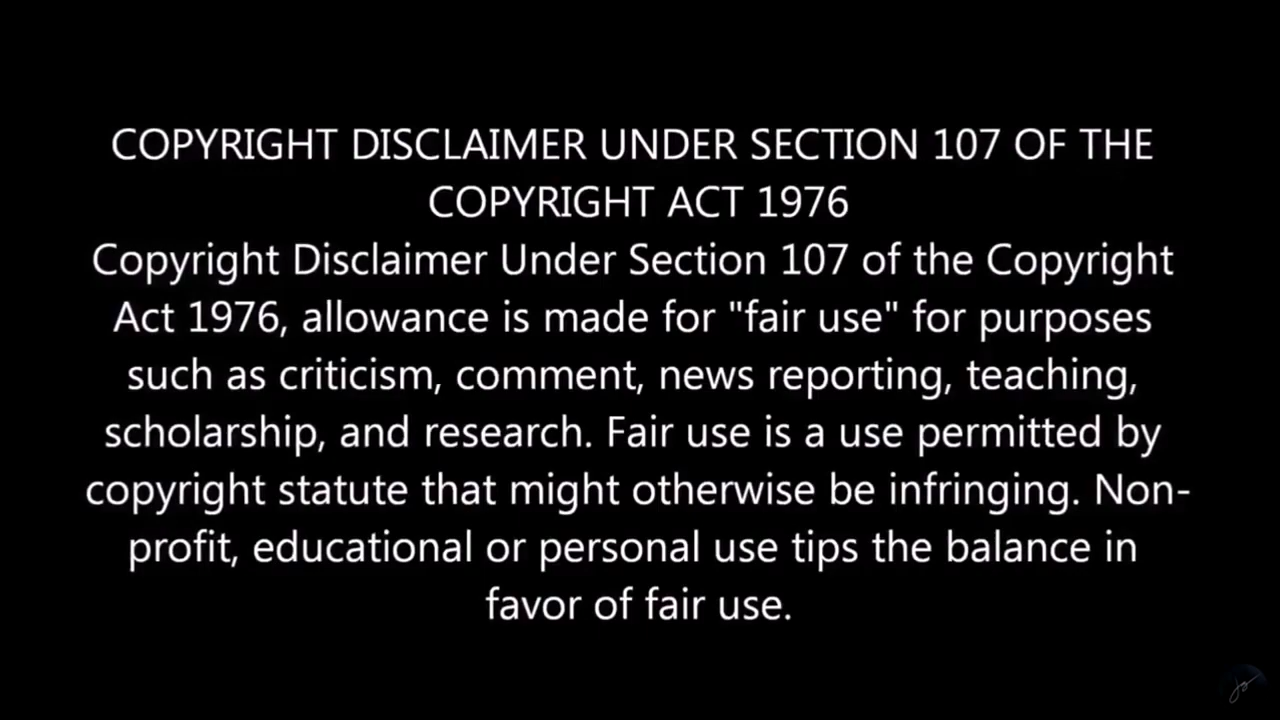 COPYRIGHT DISCLAIMER UNDER SECTION 107 OF THE
COPYRIGHT ACT 1976
Copyright Disclaimer Under Section 107 of the Copyright
Act 1976, allowance is made for "fair use" for purposes
such as criticism, comment, news reporting, teaching,
scholarship, and research. Fair use is a use permitted by
copyright statute that might otherwise be infringing. Non-
profit, educational or personal use tips the balance in
favor of fair use.